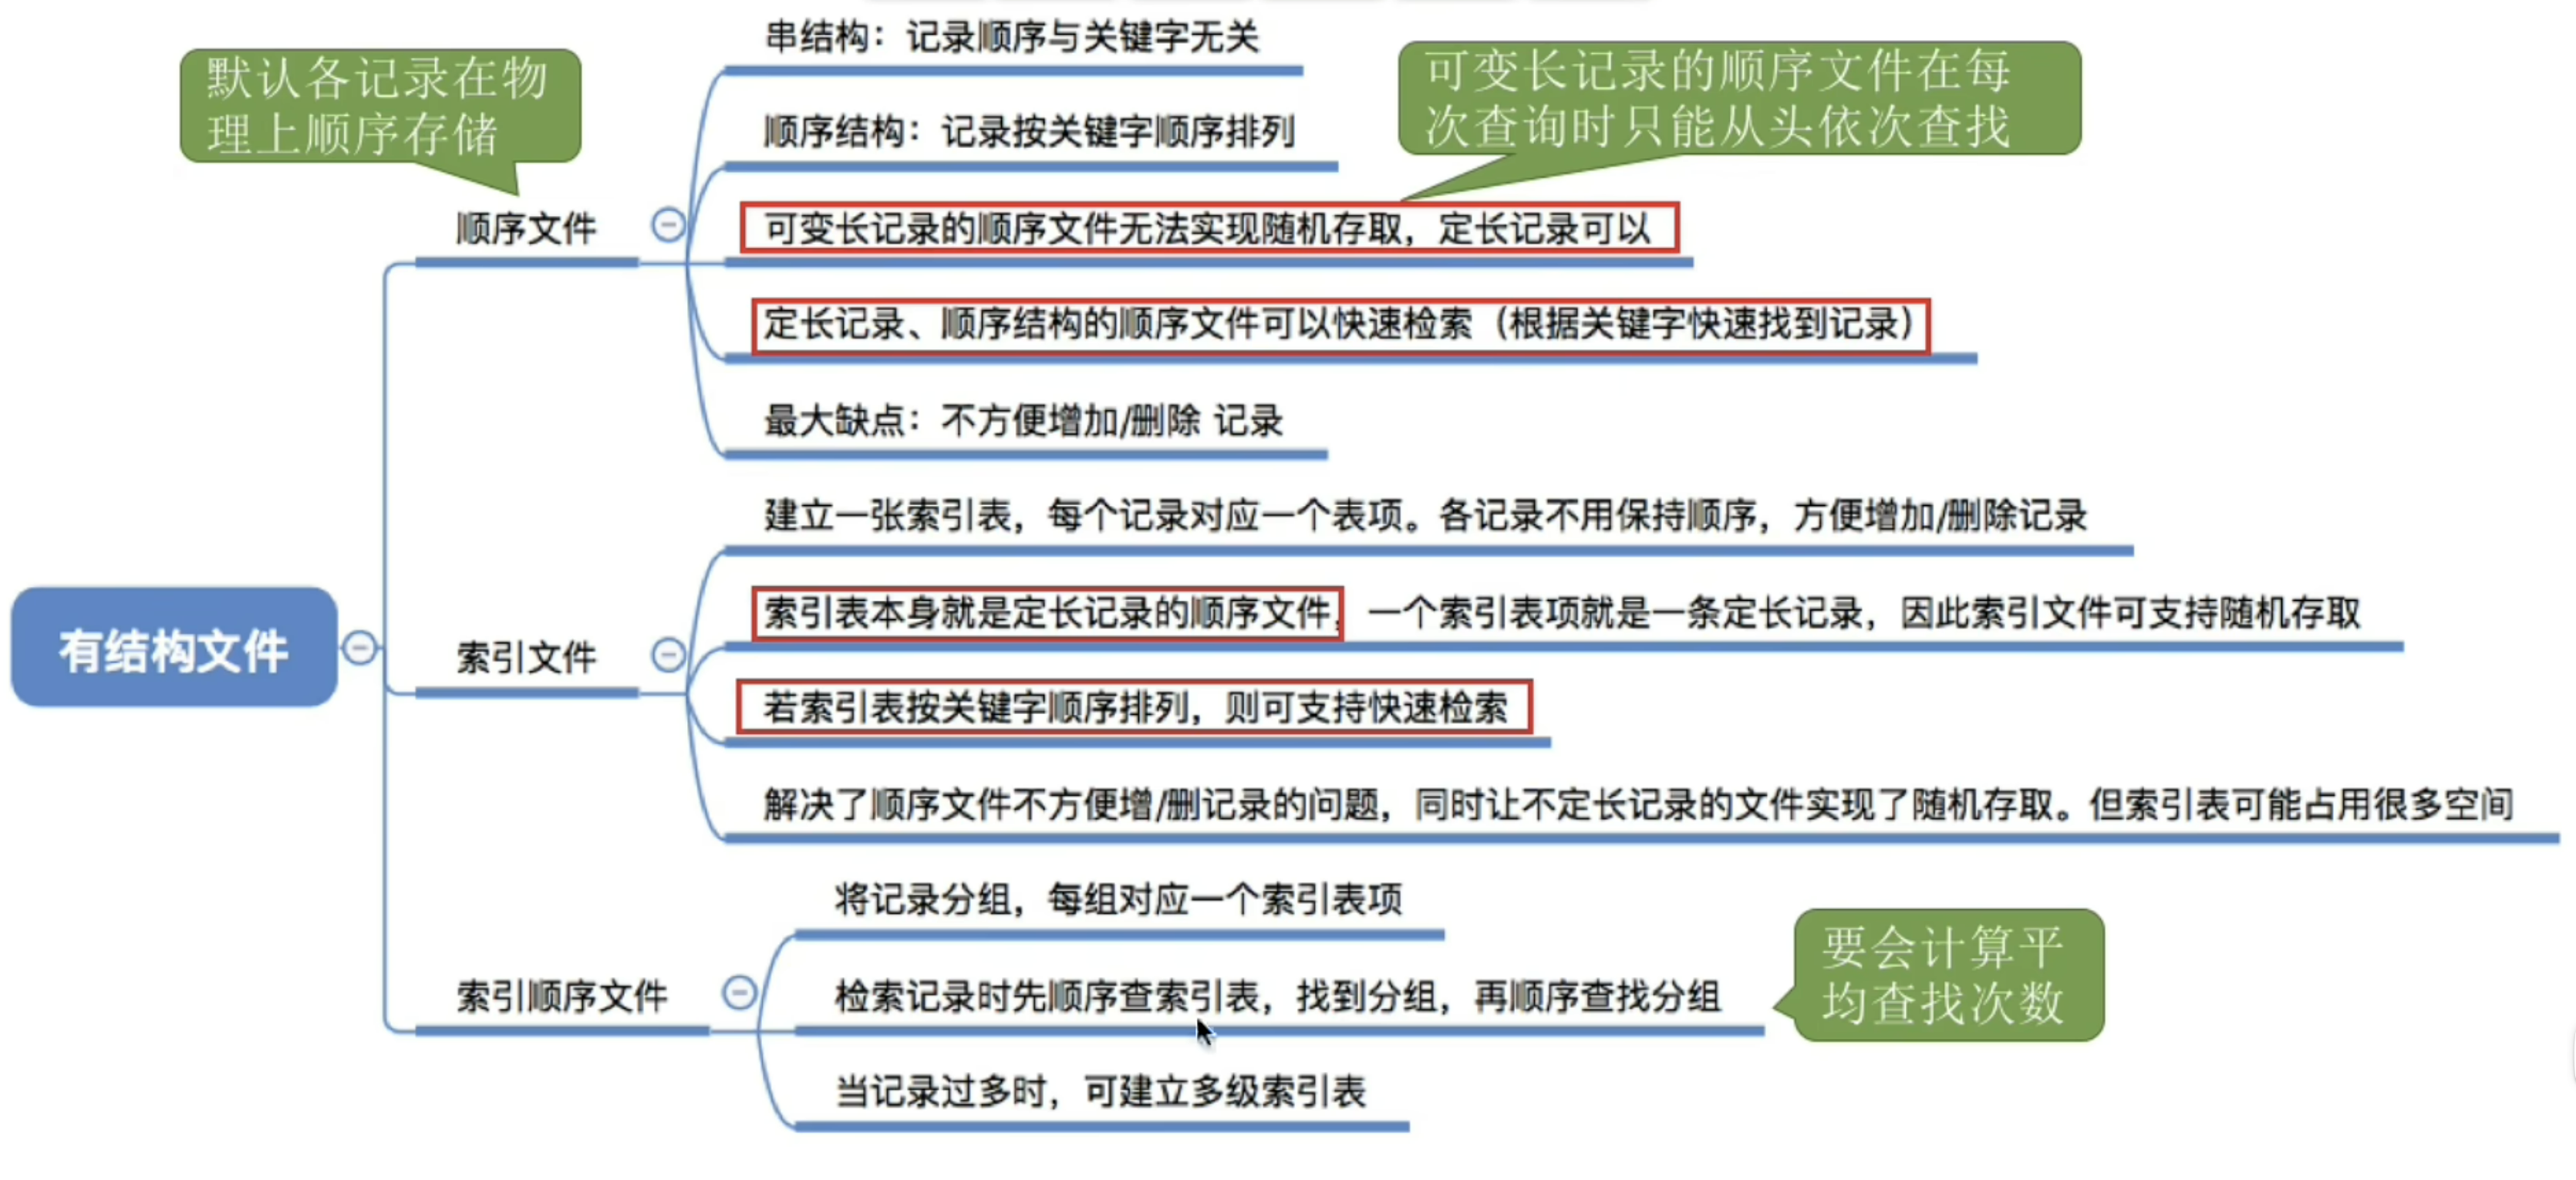 串结构：记录顺序与关键字无关
默认各记录在物
理上顺序存储
可变长记录的顺序文件在每
次查询时只能从头依次查找
顺序结构：记录按关键字顺序排列
顺序文件
可变长记录的顺序文件无法实现随机存取，定长记录可以
定长记录、顺序结构的顺序文件可以快速检索（根据关键字快速找到记录）
最大缺点：不方便增加/删除 记录
有结构文件
索引文件
建立一张索引表，每个记录对应一个表项。各记录不用保持顺序，方便增加/删除记录
索引表本身就是定长记录的顺序文件，一个索引表项就是一条定长记录，因此索引文件可支持随机存取
若索引表按关键字顺序排列，则可支持快速检索
解决了顺序文件不方便增/删记录的问题，同时让不定长记录的文件实现了随机存取。但索引表可能占用很多空间
索引顺序文件
将记录分组，每组对应一个索引表项
检索记录时先顺序查索引表，找到分组，再顺序查找分组
要会计算平
均查找次数
当记录过多时，可建立多级索引表